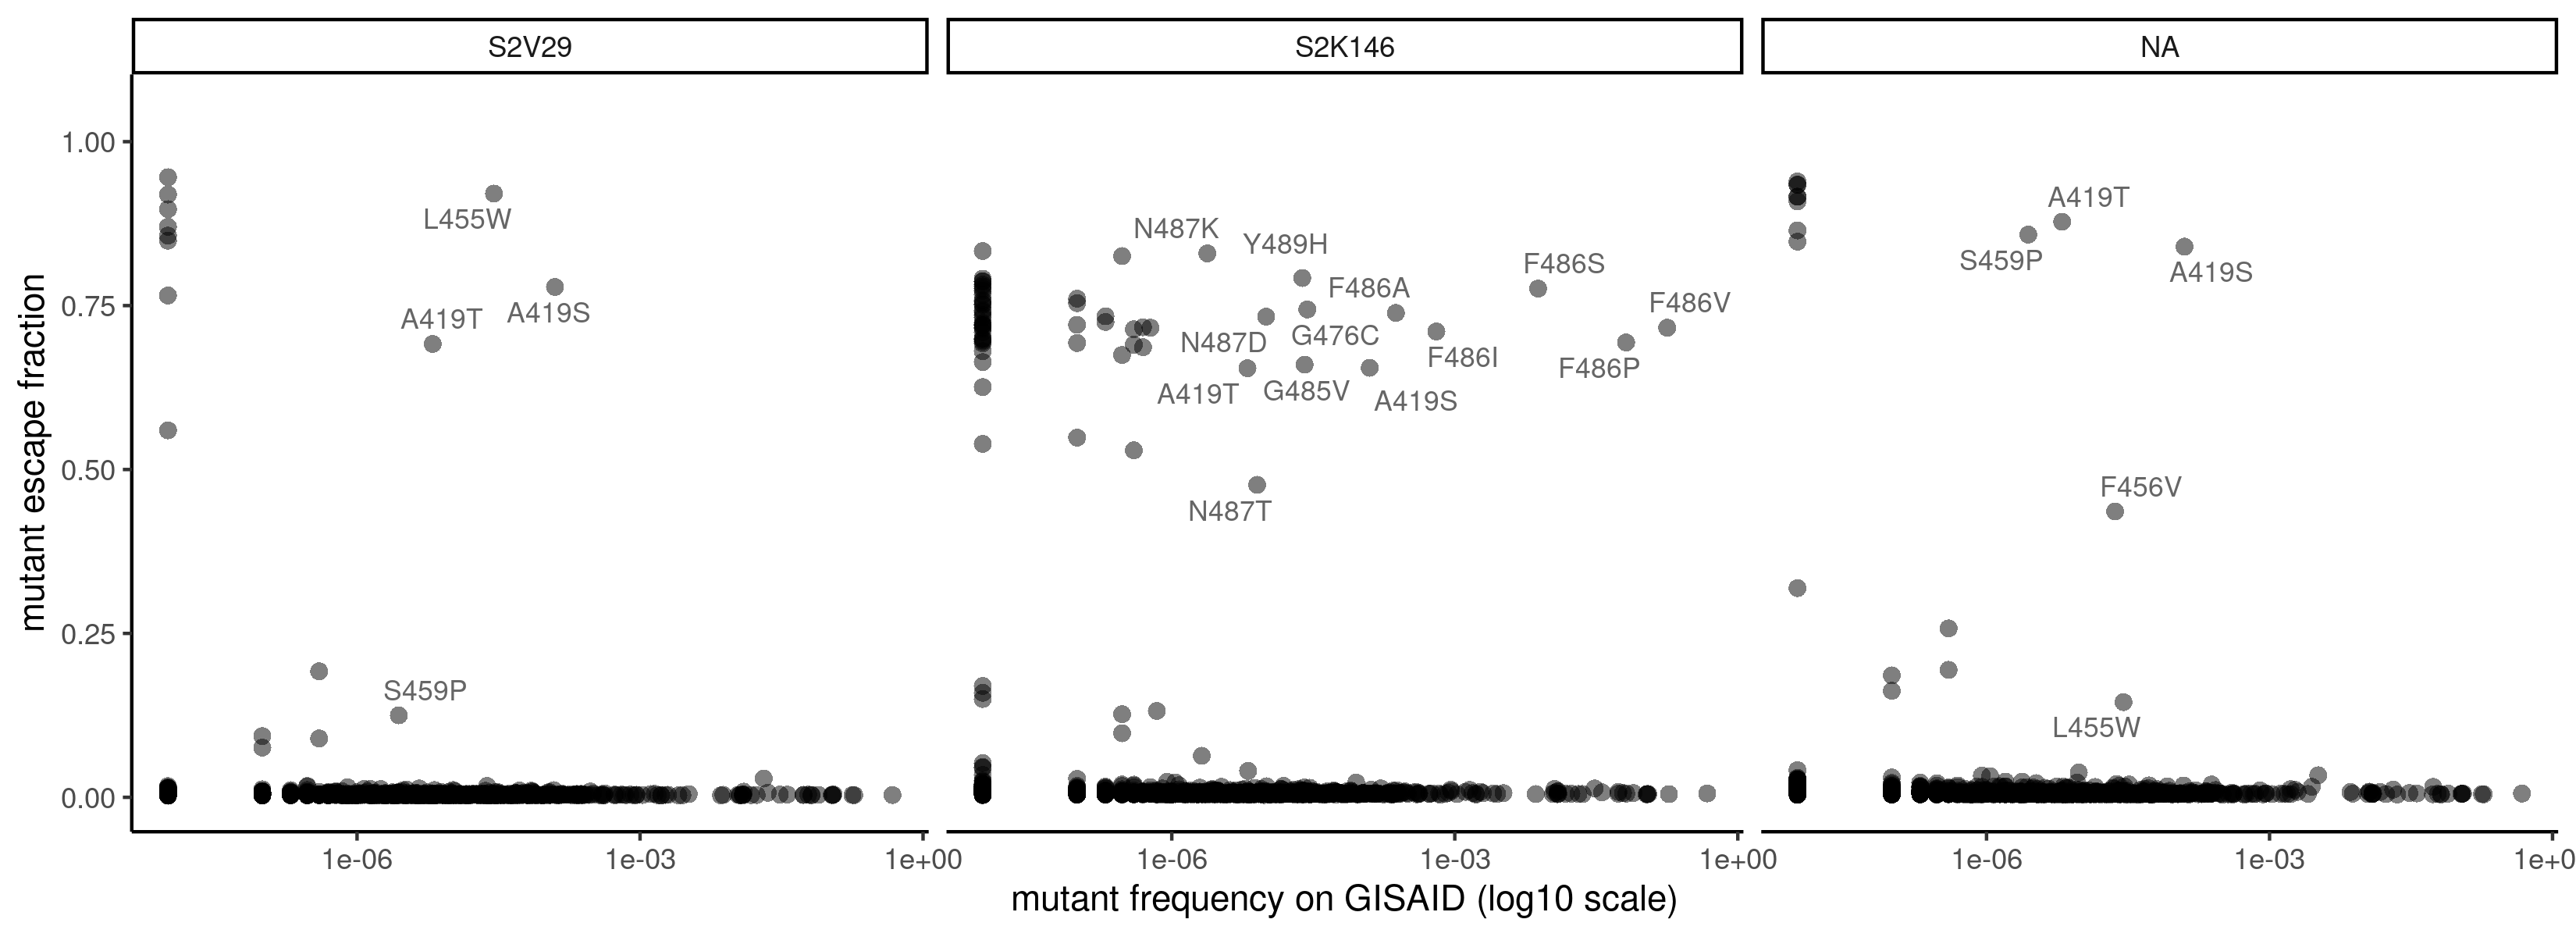 S2V29 S2K146 NA
mutant escape fraction
1.00
0.75
0.50
0.25
0.00
L455W
A419T A419S
S459P
N487K
Y489H
F486S
F486A
F486V
N487D G476C
F486I
F486P
A419T G485V A419S
N487T
A419T
S459P
A419S
F456V
L455W
1e-06 1e-03 1e+00 1e-06 1e-03 1e+00 1e-06 1e-03 1e+0
mutant frequency on GISAID (log10 scale)